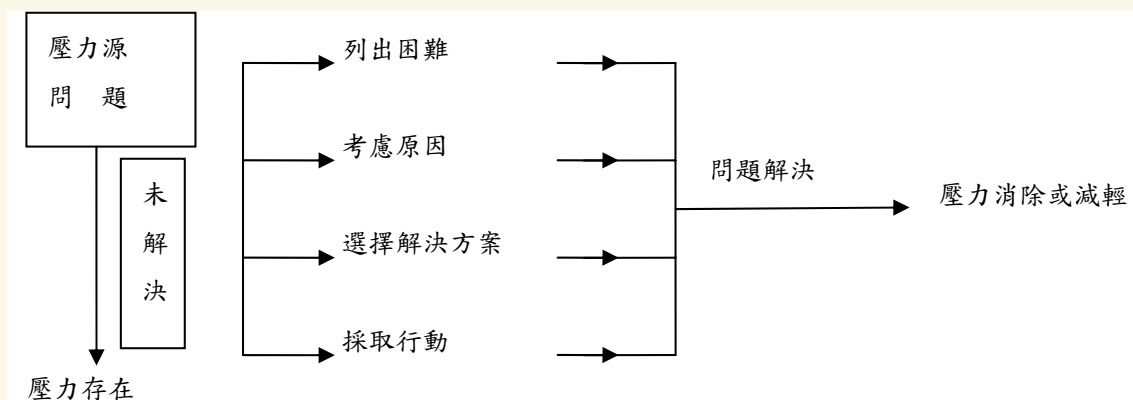 壓力源
問 題
未
解
決
壓力存在
列出困難
考慮原因
選擇解決方案
採取行動
問題解決
壓力消除或減輕